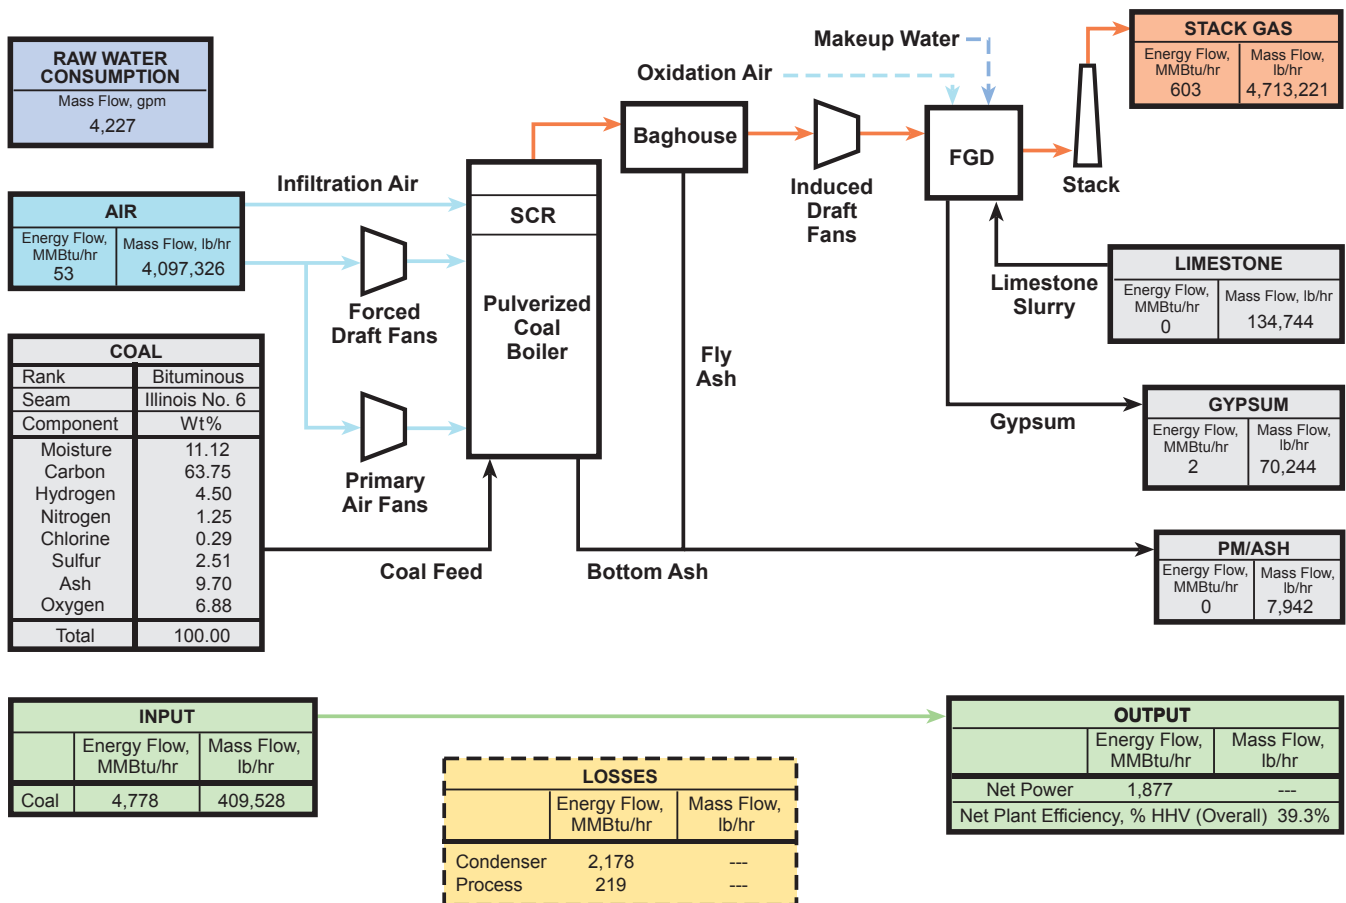 RAW WATER
CONSUMPTION
Mass Flow, gpm
4,227
Makeup Water
Oxidation Air
STACK GAS
Energy Flow,
MMBtu/hr
603
Mass Flow,
lb/hr
4,713,221
Baghouse
FGD
Stack
Induced
Draft
Fans
Infiltration Air
AIR
Energy Flow,
MMBtu/hr
53
Mass Flow, lb/hr
4,097,326
SCR
Pulverized
Coal
Boiler
Forced
Draft Fans
Primary
Air Fans
LIMESTONE
Energy Flow,
MMBtu/hr
0
Mass Flow, lb/hr
134,744
Limestone
Slurry
Fly
Ash
COAL
Rank Bituminous
Seam Illinois No. 6
Component Wt%
Moisture 11.12
Carbon 63.75
Hydrogen 4.50
Nitrogen 1.25
Chlorine 0.29
Sulfur 2.51
Ash 9.70
Oxygen 6.88
Total 100.00
GYPSUM
Energy Flow,
MMBtu/hr
2
Mass Flow,
lb/hr
70,244
Gypsum
Coal Feed
Bottom Ash
PM/ASH
Energy Flow,
MMBtu/hr
0
Mass Flow,
lb/hr
7,942
INPUT
Energy Flow,
MMBtu/hr
Mass Flow,
lb/hr
Coal 4,778 409,528
LOSSES
Energy Flow,
MMBtu/hr
Mass Flow,
lb/hr
Condenser 2,178 ---
Process 219 ---
OUTPUT
Energy Flow,
MMBtu/hr
Mass Flow,
lb/hr
Net Power 1,877 ---
Net Plant Efficiency, % HHV (Overall) 39.3%